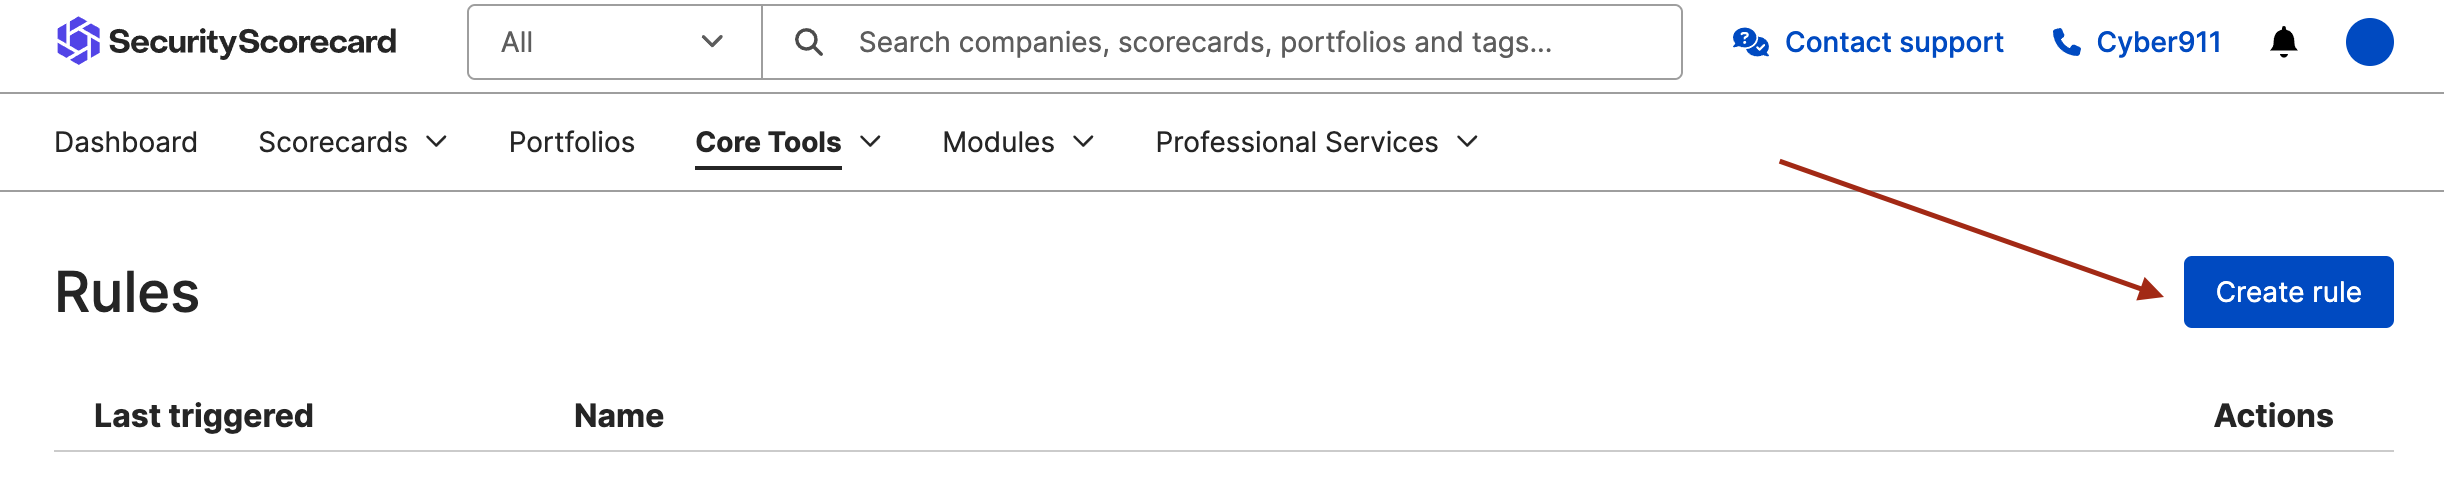 SecurityScorecard All Search companies, scorecards, portfolios and tags... Contact support Cyber911
Dashboard Scorecards Portfolios Core Tools Modules Professional Services
Rules Create rule
Last triggered Name Actions